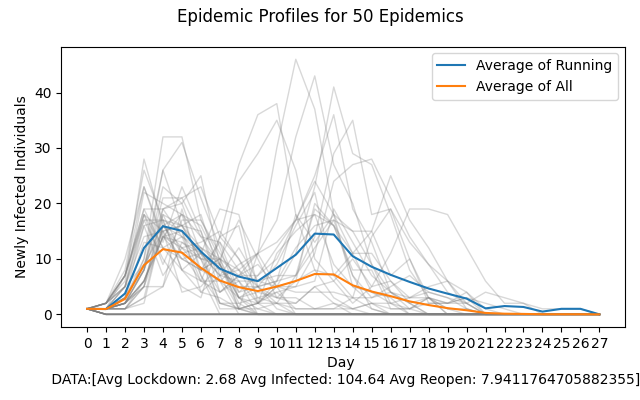 Epidemic Profiles for 50 Epidemics
Average of Running
Average of All
Newly Infected Individuals
40
30
20
10
0
0 1 2 3 4 5 6 7 8 9 10 11 12 13 14 15 16 17 18 19 20 21 22 23 24 25 26 27
Day
DATA:[Avg Lockdown: 2.68 Avg Infected: 104.64 Avg Reopen: 7.9411764705882355]